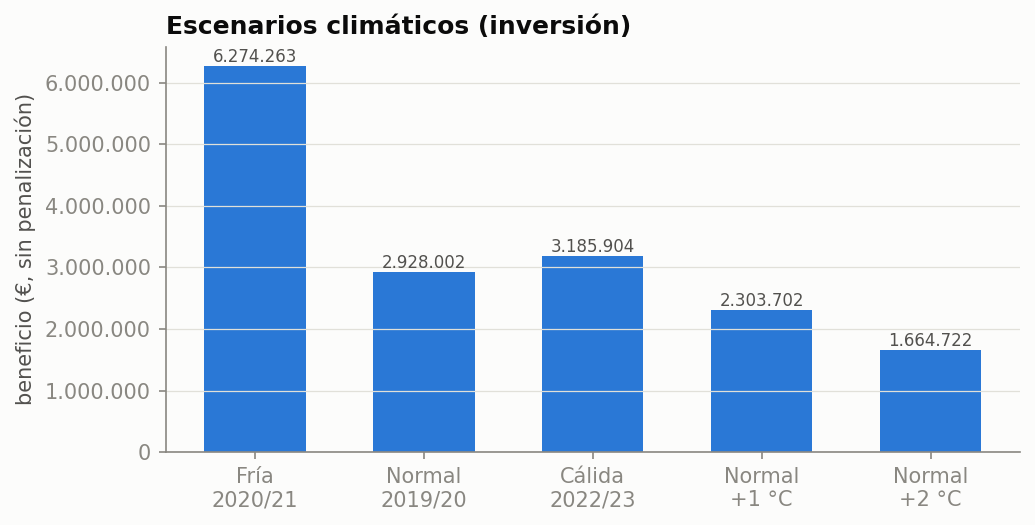 Escenarios climáticos (inversión)
beneficio (€, sin penalización)
6.000.000
5.000.000
4.000.000
3.000.000
2.000.000
1.000.000
0
6.274.263
2.928.002
3.185.904
2.303.702
1.664.722
Fría
2020/21
Normal
2019/20
Cálida
2022/23
Normal
+1 °C
Normal
+2 °C